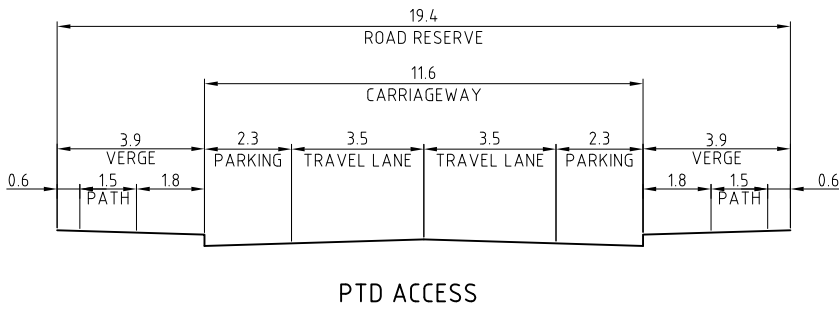 19.4
ROAD RESERVE
11.6
CARRIAGEWAY
3.9 2.3 3.5 3.5 2.3 3.9
VERGE PARKING TRAVEL LANE TRAVEL LANE PARKING VERGE
0.6 1.5 1.8 1.8 1.5 0.6
PATH PATH
PTD ACCESS